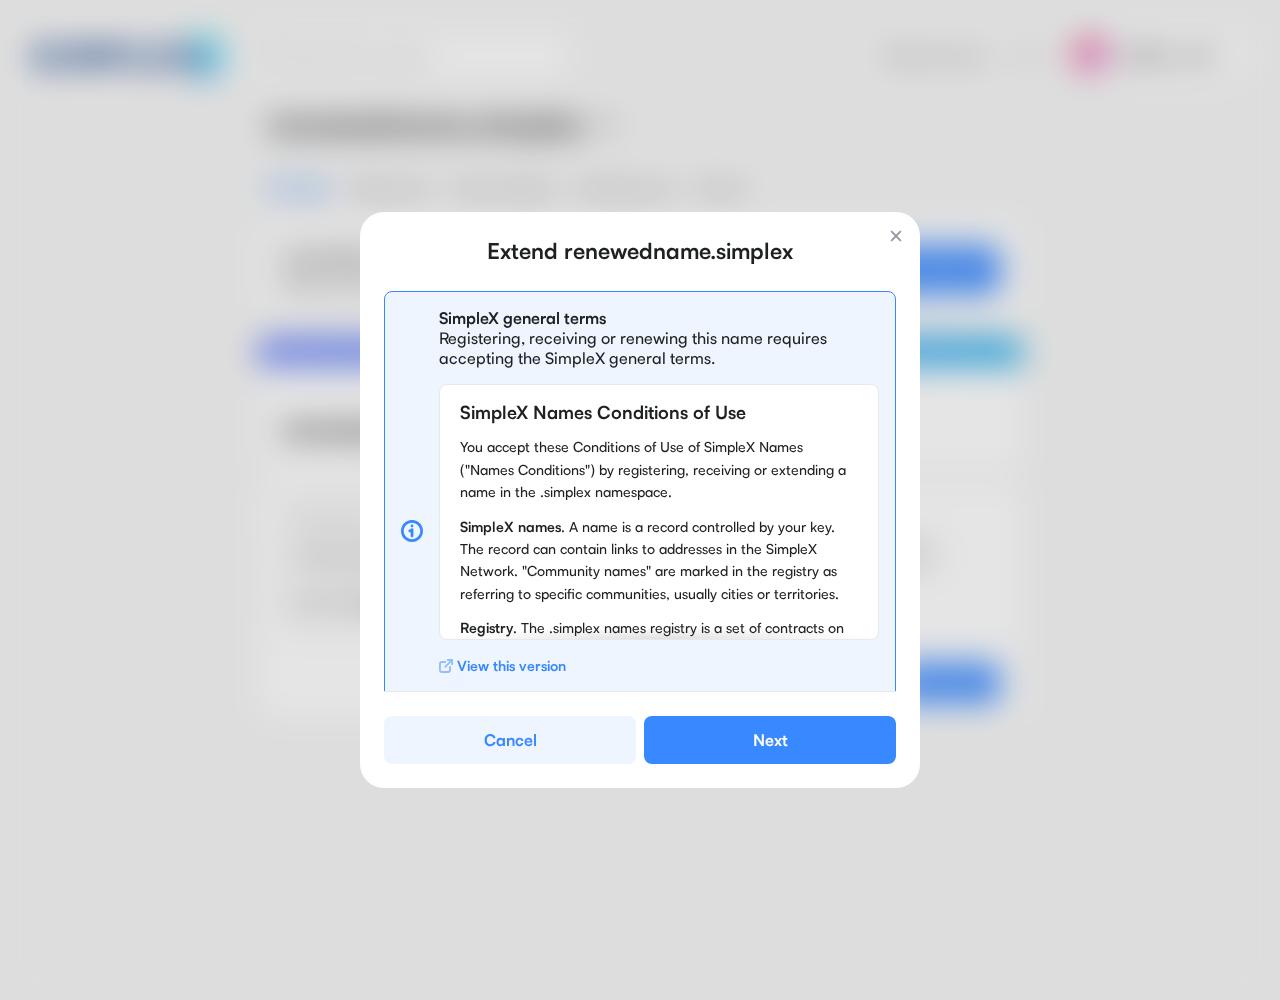 Extend renewedname.simplex
SimpleX general terms
Registering, receiving or renewing this name requires
accepting the SimpleX general terms.
SimpleX Names Conditions of Use
You accept these Conditions of Use of SimpleX Names
("Names Conditions") by registering, receiving or extending a
name in the .simplex namespace.
SimpleX names. A name is a record controlled by your key.
The record can contain links to addresses in the SimpleX
Network. "Community names" are marked in the registry as
referring to specific communities, usually cities or territories.
Registry. The .simplex names registry is a set of contracts on
View this version
Cancel
Next